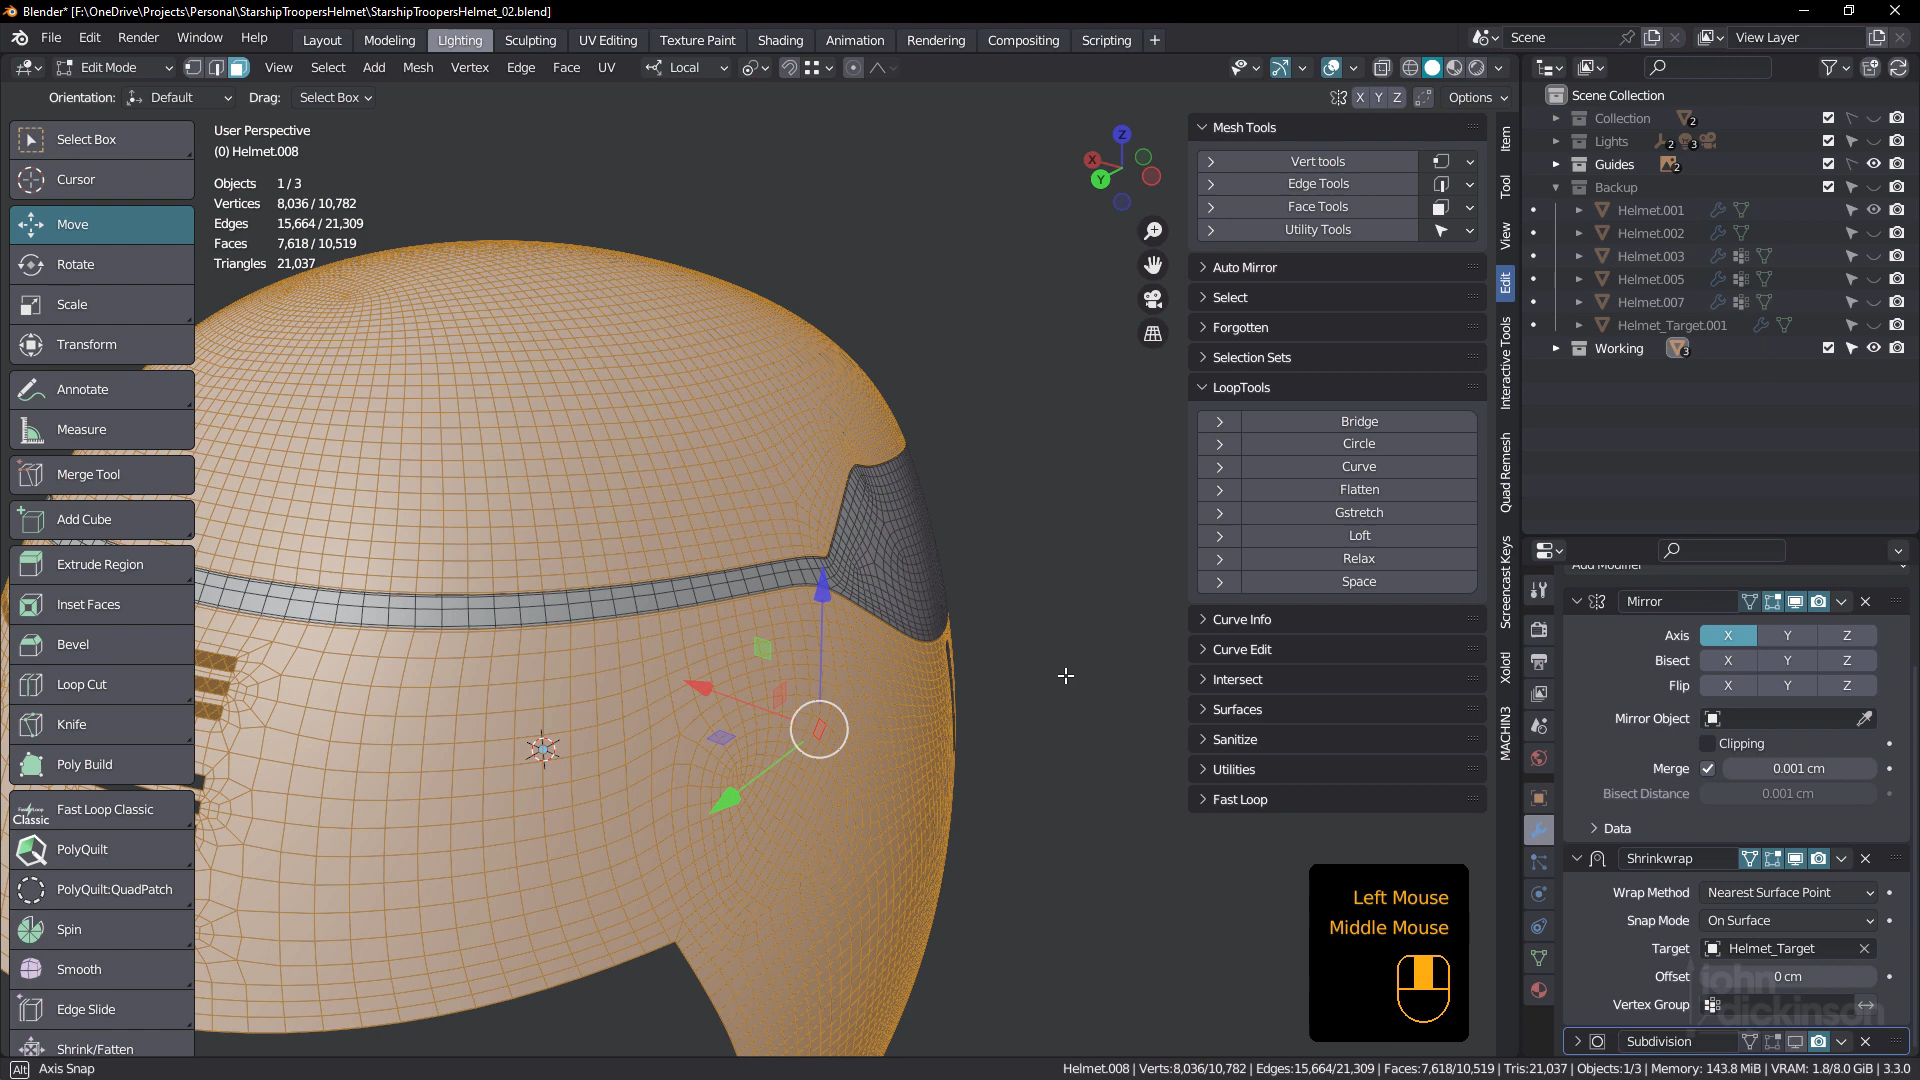 Blender* [F:\OneDrive\Projects\Personal\StarshipTroopersHelmet\StarshipTroopersHelmet_02.blend]
File Edit Render Window Help Layout Modeling Lighting Sculpting UV Editing Texture Paint Shading Animation Rendering Compositing Scripting + Scene View Layer
Edit Mode View Select Add Mesh Vertex Edge Face UV Local
Orientation: Default Drag: Select Box X Y Z Options
Select Box
Cursor
Move
Rotate
Scale
Transform
Annotate
Measure
Merge Tool
Add Cube
Extrude Region
Inset Faces
Bevel
Loop Cut
Knife
Poly Build
Fast Loop Classic
Classic
PolyQuilt
PolyQuilt:QuadPatch
Spin
Smooth
Edge Slide
Shrink/Fatten
User Perspective
(0) Helmet.008
Objects 1 / 3
Vertices 8,036 / 10,782
Edges 15,664 / 21,309
Faces 7,618 / 10,519
Triangles 21,037
Z
X
Y
Mesh Tools
Vert tools
Edge Tools
Face Tools
Utility Tools
Auto Mirror
Select
Forgotten
Selection Sets
LoopTools
Bridge
Circle
Curve
Flatten
Gstretch
Loft
Relax
Space
Curve Info
Curve Edit
Intersect
Surfaces
Sanitize
Utilities
Fast Loop
Item
Tool
View
Edit
Interactive Tools
Quad Remesh
Screencast Keys
Xolotl
MACHIN3
Left Mouse
Middle Mouse
Scene Collection
Collection 2
Lights 2 3
Guides 2
Backup
Helmet.001
Helmet.002
Helmet.003
Helmet.005
Helmet.007
Helmet_Target.001
Working 3
Add Modifier
Mirror
Axis X Y Z
Bisect X Y Z
Flip X Y Z
Mirror Object
Clipping
Merge 0.001 cm
Bisect Distance 0.001 cm
Data
Shrinkwrap
Wrap Method Nearest Surface Point
Snap Mode On Surface
Target Helmet_Target
Offset 0 cm
Vertex Group
john
dickinson
Subdivision
Alt Axis Snap
Helmet.008 | Verts:8,036/10,782 | Edges:15,664/21,309 | Faces:7,618/10,519 | Tris:21,037 | Objects:1/3 | Memory: 143.8 MiB | VRAM: 1.8/8.0 GiB | 3.3.0